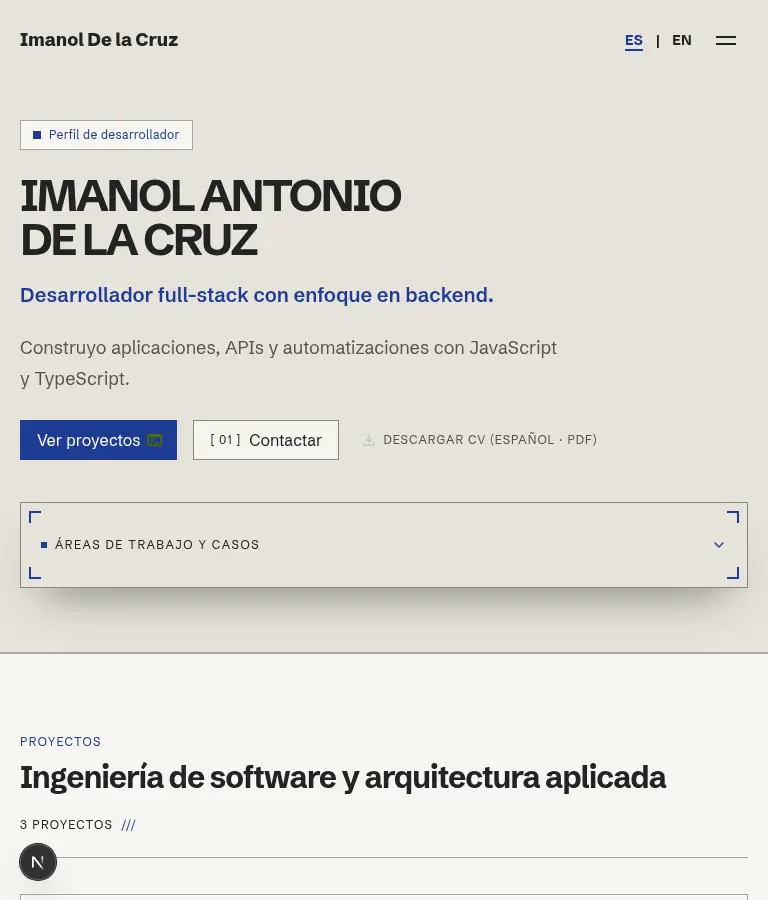 Imanol De la Cruz
ES | EN
Perfil de desarrollador
IMANOL ANTONIO
DE LA CRUZ
Desarrollador full-stack con enfoque en backend.
Construyo aplicaciones, APIs y automatizaciones con JavaScript
y TypeScript.
Ver proyectos
[ 01 ] Contactar
DESCARGAR CV (ESPAÑOL · PDF)
ÁREAS DE TRABAJO Y CASOS
PROYECTOS
Ingeniería de software y arquitectura aplicada
3 PROYECTOS ///
N